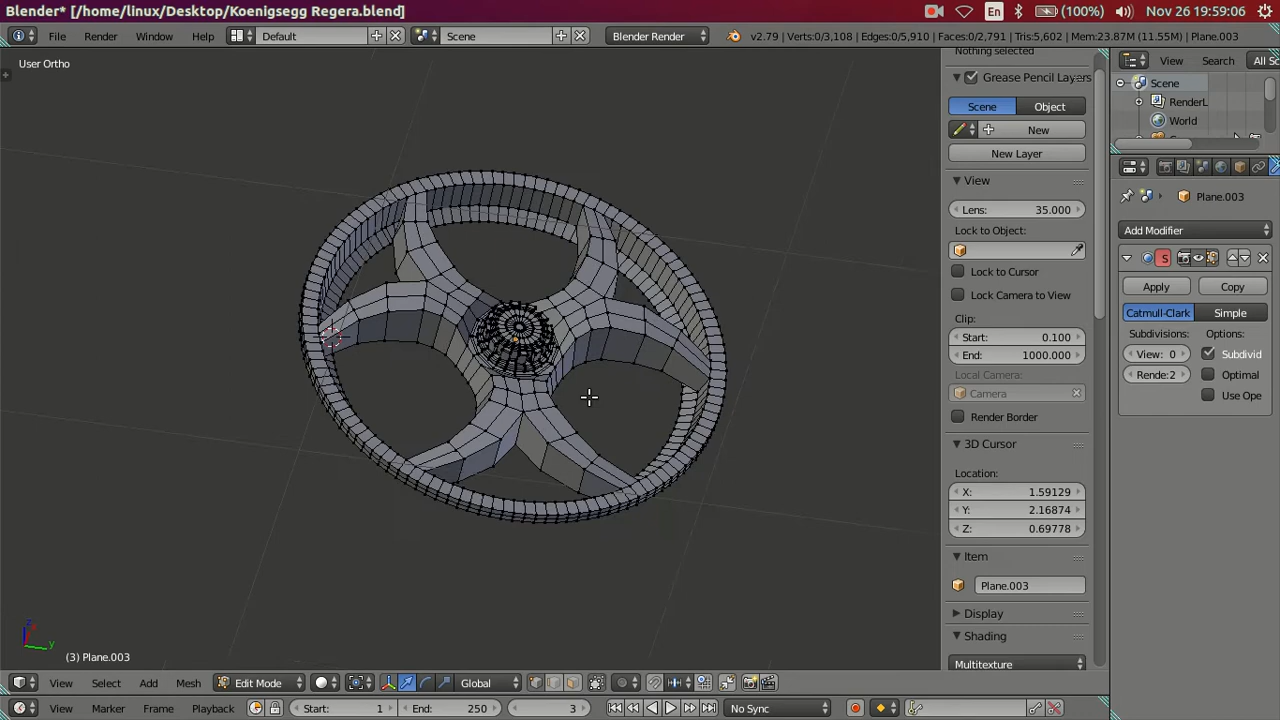 Blender* [/home/linux/Desktop/Koenigsegg Regera.blend]
En
(100%)
Nov 26 19:59:06
File Render Window Help
Default
Scene
Blender Render
v2.79 | Verts:0/3,108 | Edges:0/5,910 | Faces:0/2,791 | Tris:5,602 | Mem:23.87M (11.55M) | Plane.003
User Ortho
Nothing selected
Grease Pencil Layers
Scene Object
New
New Layer
View
Lens: 35.000
Lock to Object:
Lock to Cursor
Lock Camera to View
Clip:
Start: 0.100
End: 1000.000
Local Camera:
Camera
Render Border
3D Cursor
Location:
X: 1.59129
Y: 2.16874
Z: 0.69778
Item
Plane.003
Display
Shading
Multitexture
View Search All Sc
Scene
RenderL
World
Plane.003
Add Modifier
S
Apply Copy
Catmull-Clark Simple
Subdivisions: Options:
View: 0 Subdivid
Rende:2 Optimal
Use Ope
z
y
(3) Plane.003
View Select Add Mesh Edit Mode Global
View Marker Frame Playback Start: 1 End: 250 3 No Sync